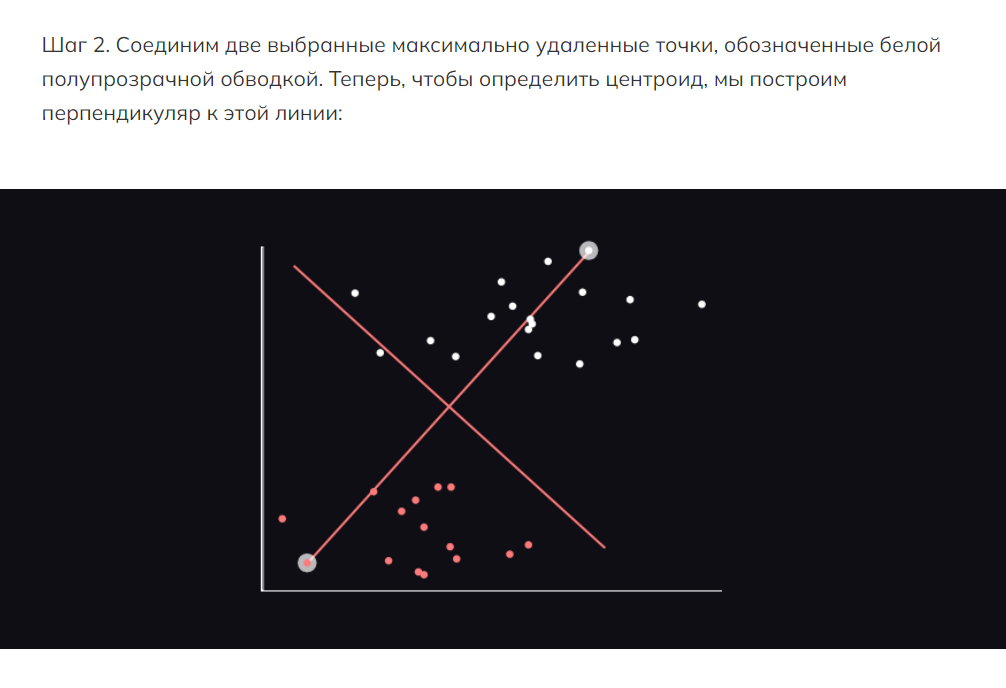 Шаг 2. Соединим две выбранные максимально удаленные точки, обозначенные белой
полупрозрачной обводкой. Теперь, чтобы определить центроид, мы построим
перпендикуляр к этой линии: